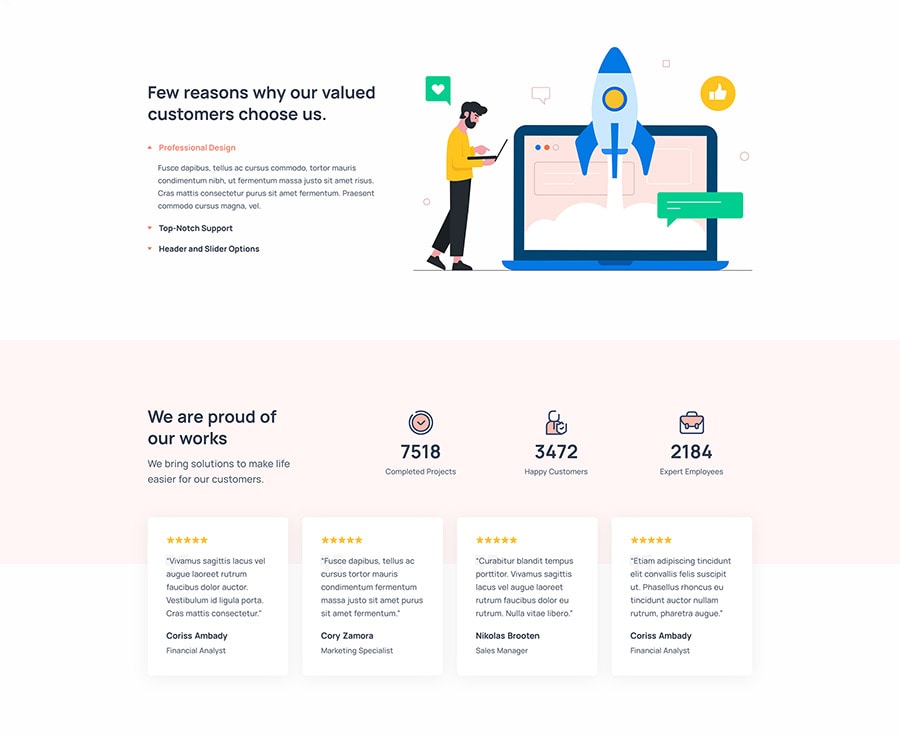 Few reasons why our valued
customers choose us.
Professional Design
Fusce dapibus, tellus ac cursus commodo, tortor mauris
condimentum nibh, ut fermentum massa justo sit amet risus.
Cras mattis consectetur purus sit amet fermentum. Praesent
commodo cursus magna, vel.
Top-Notch Support
Header and Slider Options
We are proud of
our works
We bring solutions to make life
easier for our customers.
7518
Completed Projects
3472
Happy Customers
2184
Expert Employees
“Vivamus sagittis lacus vel
augue laoreet rutrum
faucibus dolor auctor.
Vestibulum id ligula porta.
Cras mattis consectetur.”
Coriss Ambady
Financial Analyst
“Fusce dapibus, tellus ac
cursus tortor mauris
condimentum fermentum
massa justo sit amet purus
sit amet fermentum.”
Cory Zamora
Marketing Specialist
“Curabitur blandit tempus
porttitor. Vivamus sagittis
lacus vel augue laoreet
rutrum faucibus dolor eu
rutrum. Nulla vitae libero.”
Nikolas Brooten
Sales Manager
“Etiam adipiscing tincidunt
elit convallis felis suscipit
ut. Phasellus rhoncus eu
tincidunt auctor nullam
rutrum, pharetra augue.”
Coriss Ambady
Financial Analyst